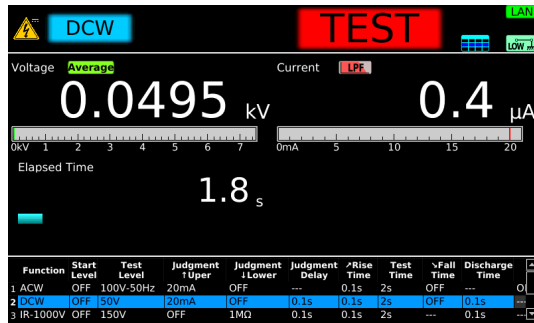 LAN
DCW
TEST
LOW
Voltage Average
Current LPF
0.0495 kV
0.4 μA
0kV 1 2 3 4 5 6 7
0mA 5 10 15 20
Elapsed Time
1.8 s
Function Start Level Test Level Judgment ↑Uper Judgment ↓Lower Judgment Delay ↗Rise Time Test Time ↘Fall Time Discharge Time
1 ACW OFF 100V-50Hz 20mA OFF --- 0.1s 2s OFF ---
2 DCW OFF 50V 20mA OFF 0.1s 0.1s 2s OFF 0.1s ---
3 IR-1000V OFF 150V OFF 1MΩ 0.1s 0.1s 2s OFF 0.1s ---